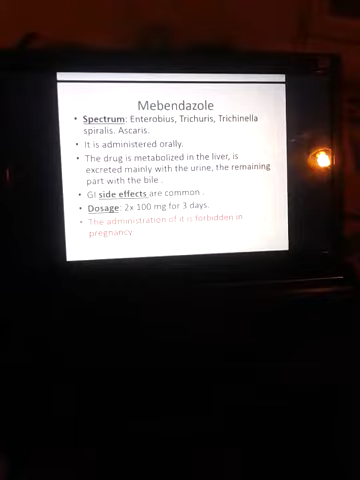 Mebendazole
• Spectrum: Enterobius, Trichuris, Trichinella
spiralis. Ascaris.
• It is administered orally.
• The drug is metabolized in the liver, is
excreted mainly with the urine, the remaining
part with the bile .
• GI side effects are common .
• Dosage: 2x 100 mg for 3 days.
• The administration of it is forbidden in
pregnancy